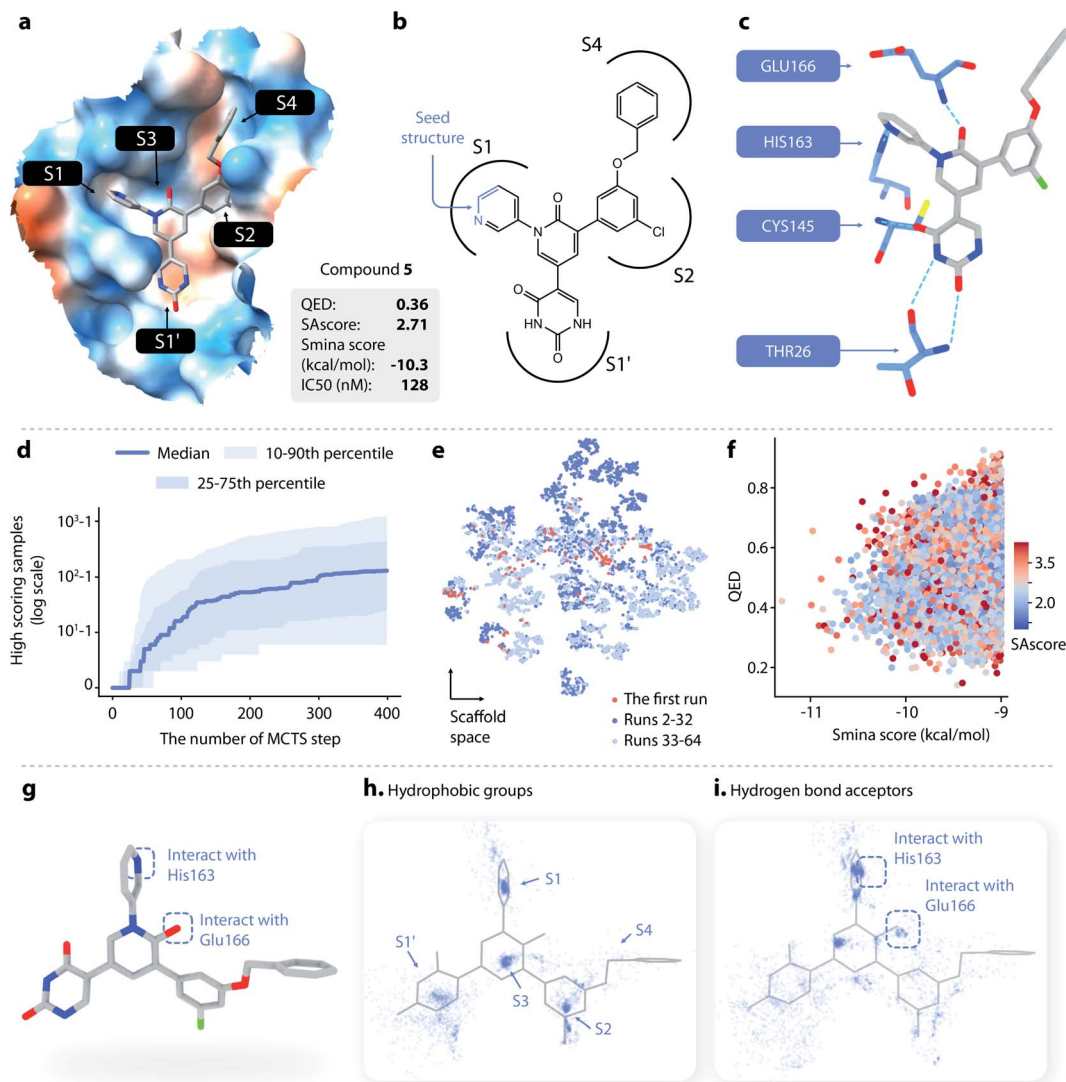 a
S4
S3
S1
S2
S1'
Compound 5
QED: 0.36
SAscore: 2.71
Smina score
(kcal/mol): -10.3
IC50 (nM): 128
b
S4
Seed
structure
S1
N
N
O
O
Cl
S2
O
NH
NH
O
S1'
c
GLU166
HIS163
CYS145
THR26
d
Median
10-90th percentile
25-75th percentile
High scoring samples
(log scale)
10³-1
10²-1
10¹-1
0
0 100 200 300 400
The number of MCTS step
e
Scaffold
space
The first run
Runs 2-32
Runs 33-64
f
QED
0.8
0.6
0.4
0.2
-11 -10 -9
Smina score (kcal/mol)
3.5
2.0
SAscore
g
Interact with
His163
Interact with
Glu166
h. Hydrophobic groups
S1
S1'
S4
S3
S2
i. Hydrogen bond acceptors
Interact with
His163
Interact with
Glu166